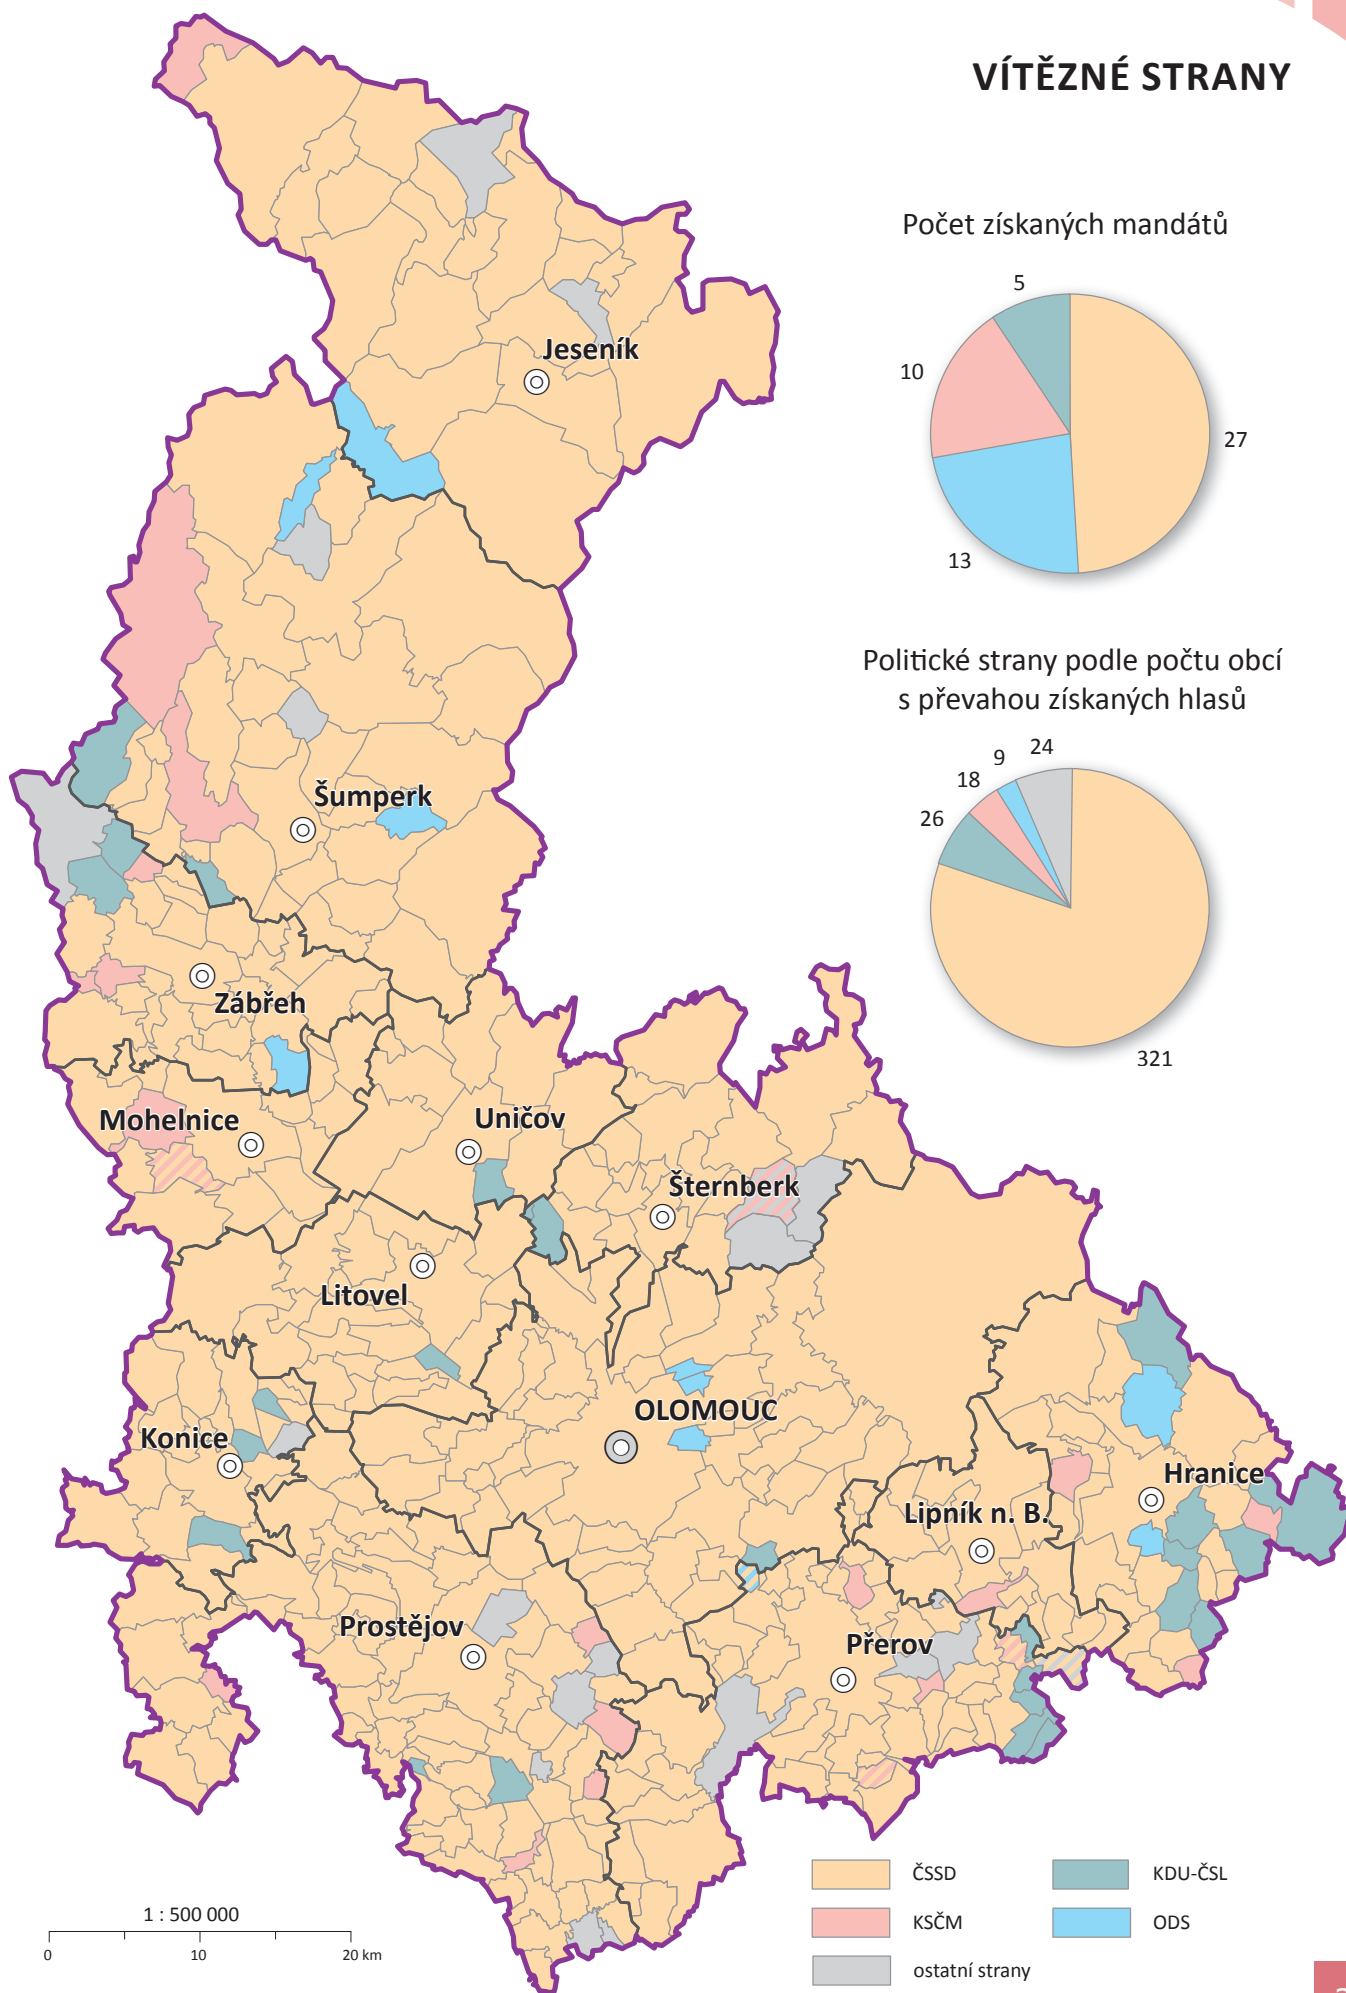 VÍTĚZNÉ STRANY
Počet získaných mandátů
5
10
27
13
Politické strany podle počtu obcí
s převahou získaných hlasů
24
9
18
26
321
Jeseník
Šumperk
Zábřeh
Mohelnice
Uničov
Šternberk
Litovel
OLOMOUC
Konice
Hranice
Lipník n. B.
Prostějov
Přerov
1 : 500 000
0 10 20 km
ČSSD
KDU-ČSL
KSČM
ODS
ostatní strany